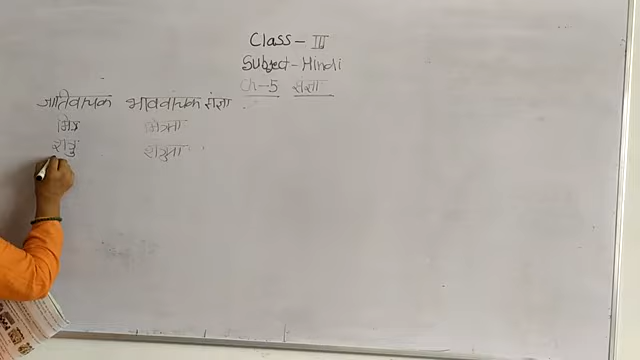 Class - III
Subject - Hindi
Ch-5 संज्ञा
जातिवाचक भाववाचक संज्ञा
मित्र मित्रता
शत्रु शत्रुता